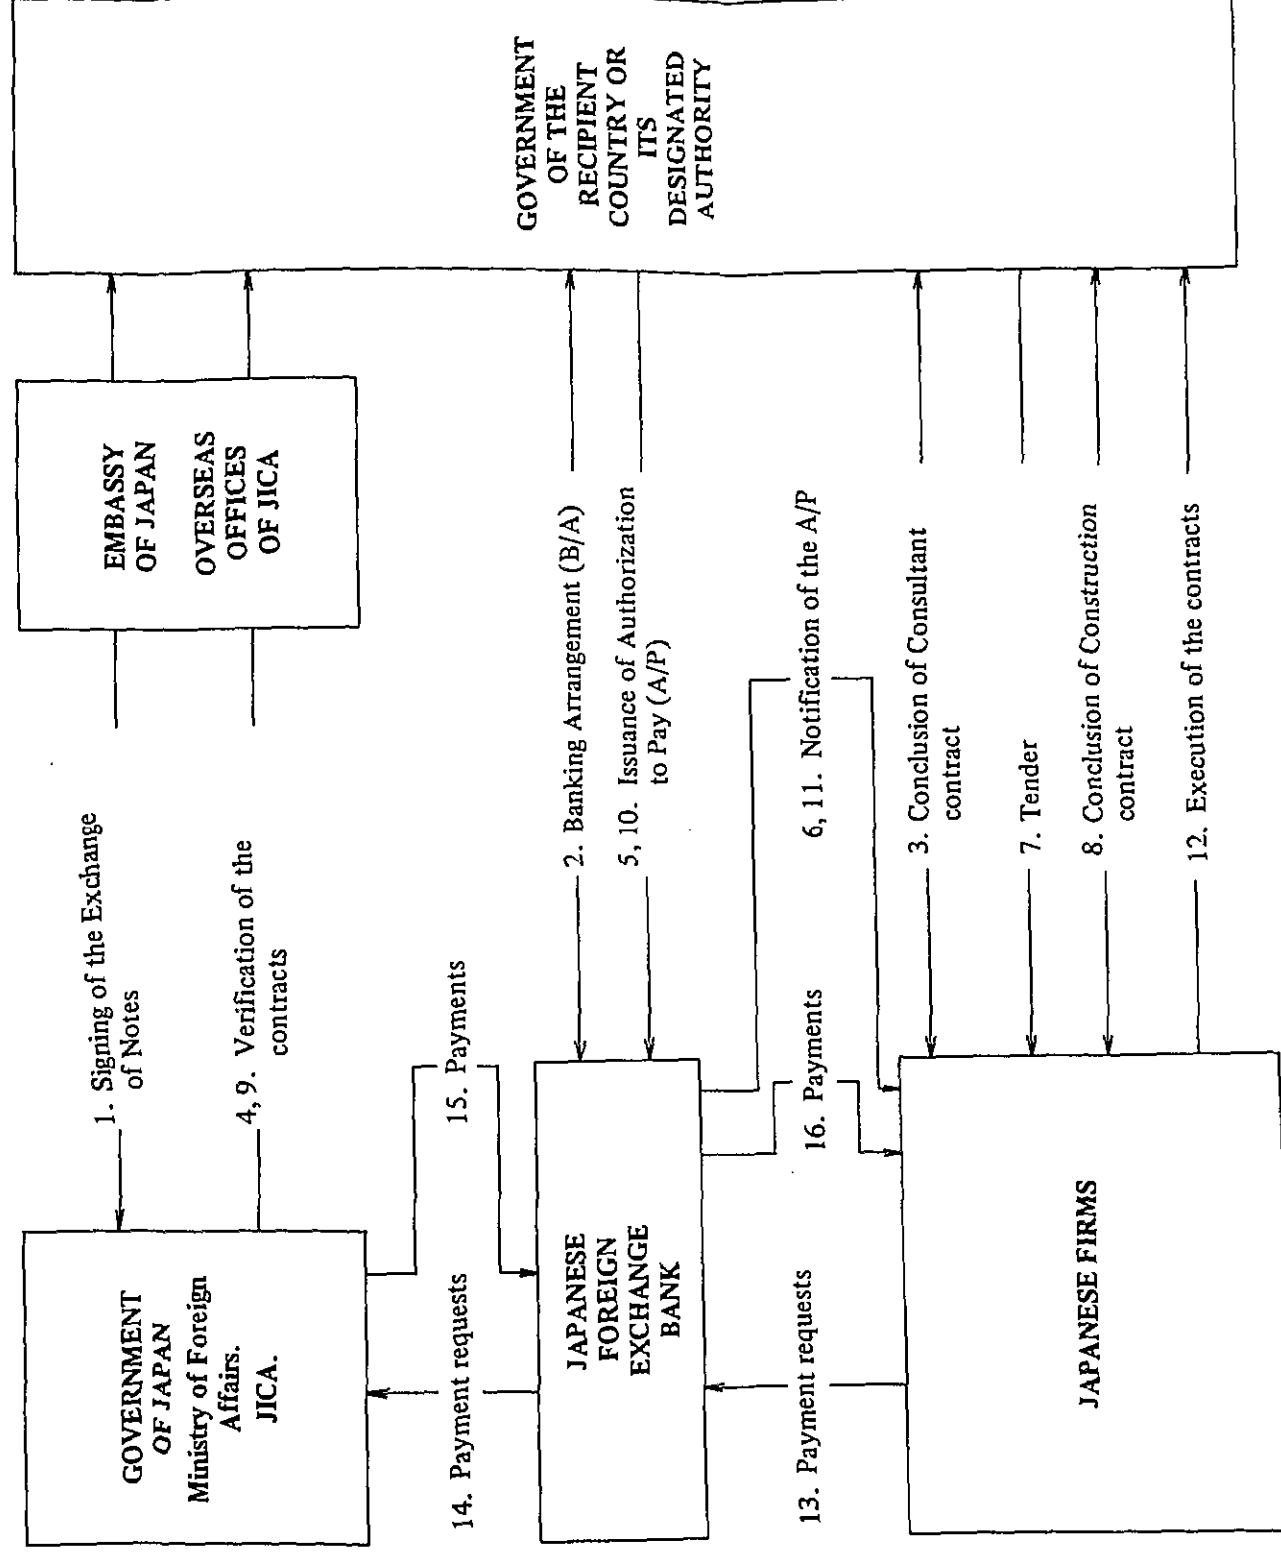 GOVERNMENT
OF JAPAN
Ministry of Foreign
Affairs.
JICA.
1. Signing of the Exchange
of Notes
4, 9. Verification of the
contracts
EMBASSY
OF JAPAN
OVERSEAS
OFFICES
OF JICA
GOVERNMENT
OF THE
RECIPIENT
COUNTRY OR
ITS
DESIGNATED
AUTHORITY
14. Payment requests
15. Payments
JAPANESE
FOREIGN
EXCHANGE
BANK
2. Banking Arrangement (B/A)
5, 10. Issuance of Authorization
to Pay (A/P)
13. Payment requests
16. Payments
6, 11. Notification of the A/P
JAPANESE FIRMS
3. Conclusion of Consultant
contract
7. Tender
8. Conclusion of Construction
contract
12. Execution of the contracts